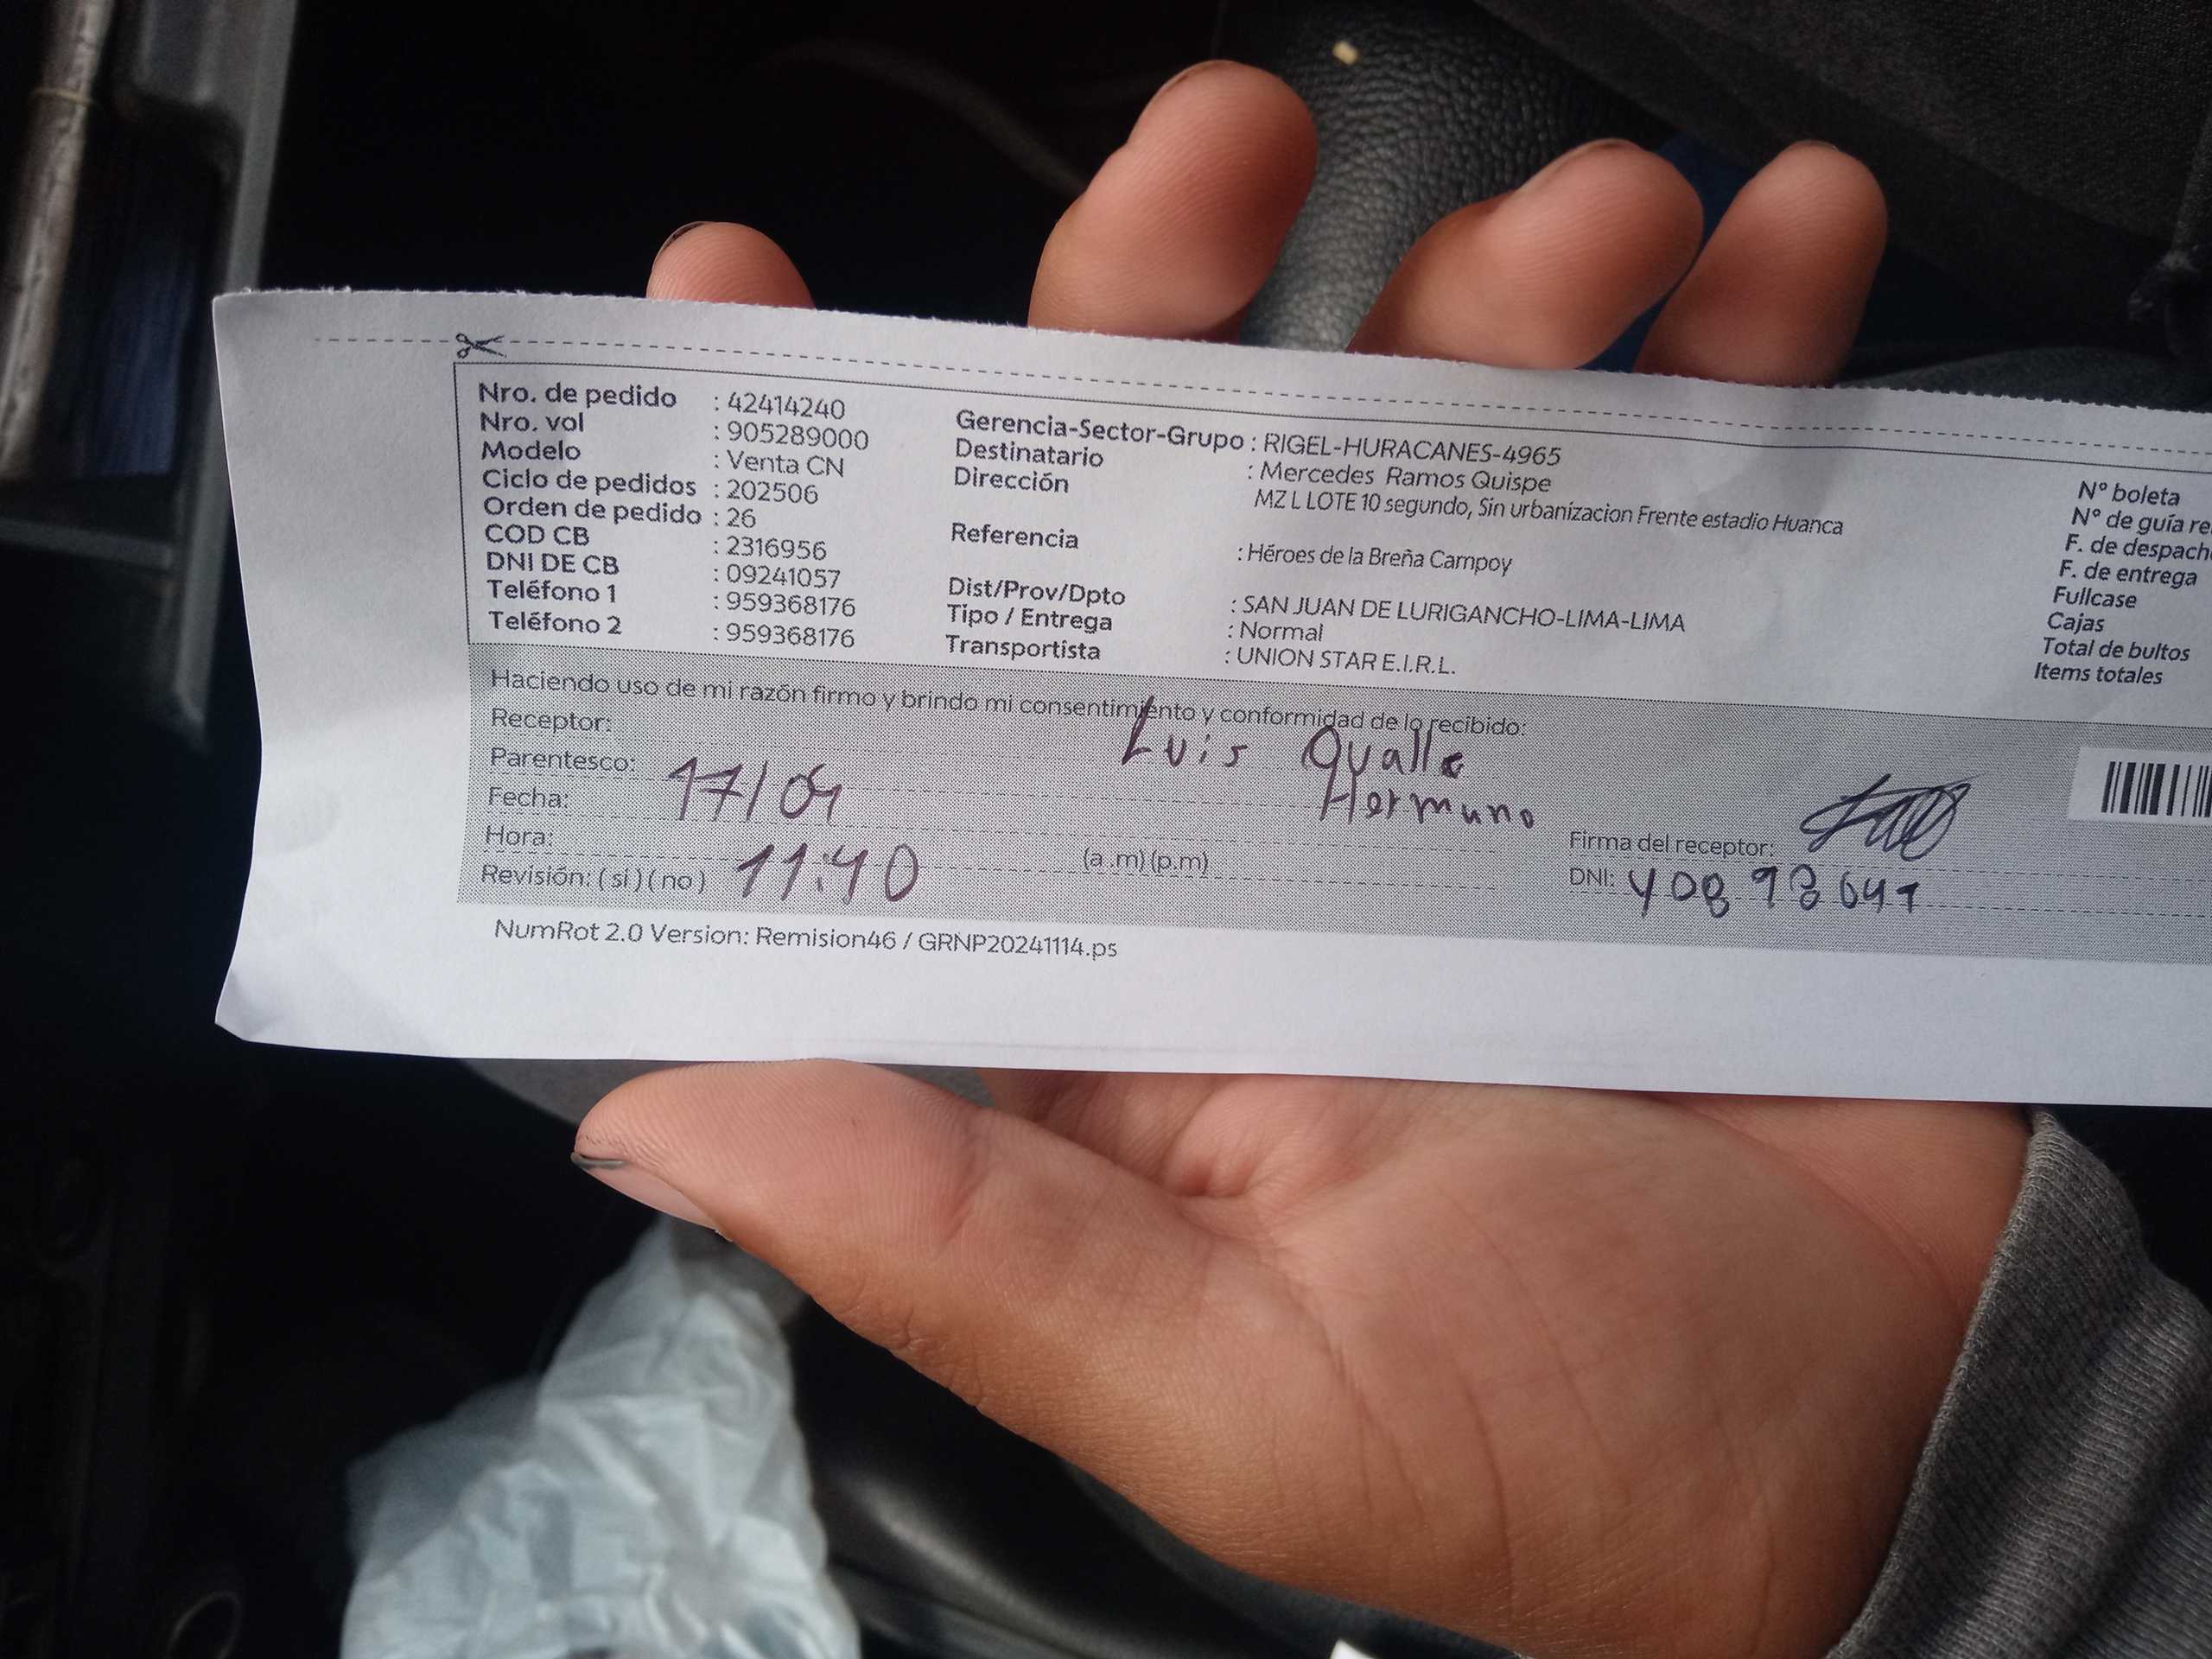 Nro. de pedido : 42414240
Nro. vol : 905289000
Modelo : Venta CN
Ciclo de pedidos : 202506
Orden de pedido : 26
COD CB : 2316956
DNI DE CB : 09241057
Teléfono 1 : 959368176
Teléfono 2 : 959368176
Gerencia-Sector-Grupo : RIGEL-HURACANES-4965
Destinatario : Mercedes Ramos Quispe
Dirección MZ L LOTE 10 segundo, Sin urbanizacion Frente estadio Huanca
Referencia : Héroes de la Breña Campoy
Dist/Prov/Dpto : SAN JUAN DE LURIGANCHO-LIMA-LIMA
Tipo / Entrega : Normal
Transportista : UNION STAR E.I.R.L.
N° boleta
N° de guía re
F. de despach
F. de entrega
Fullcase
Cajas
Total de bultos
Items totales
Haciendo uso de mi razón firmo y brindo mi consentimiento y conformidad de lo recibido:
Receptor: Luis
Parentesco: Hermano
Fecha: 17/04
Hora: 11:40 (a .m) (p.m)
Revisión: ( si ) ( no )
Firma del receptor:
DNI:
NumRot 2.0 Version: Remision46 / GRNP20241114.ps